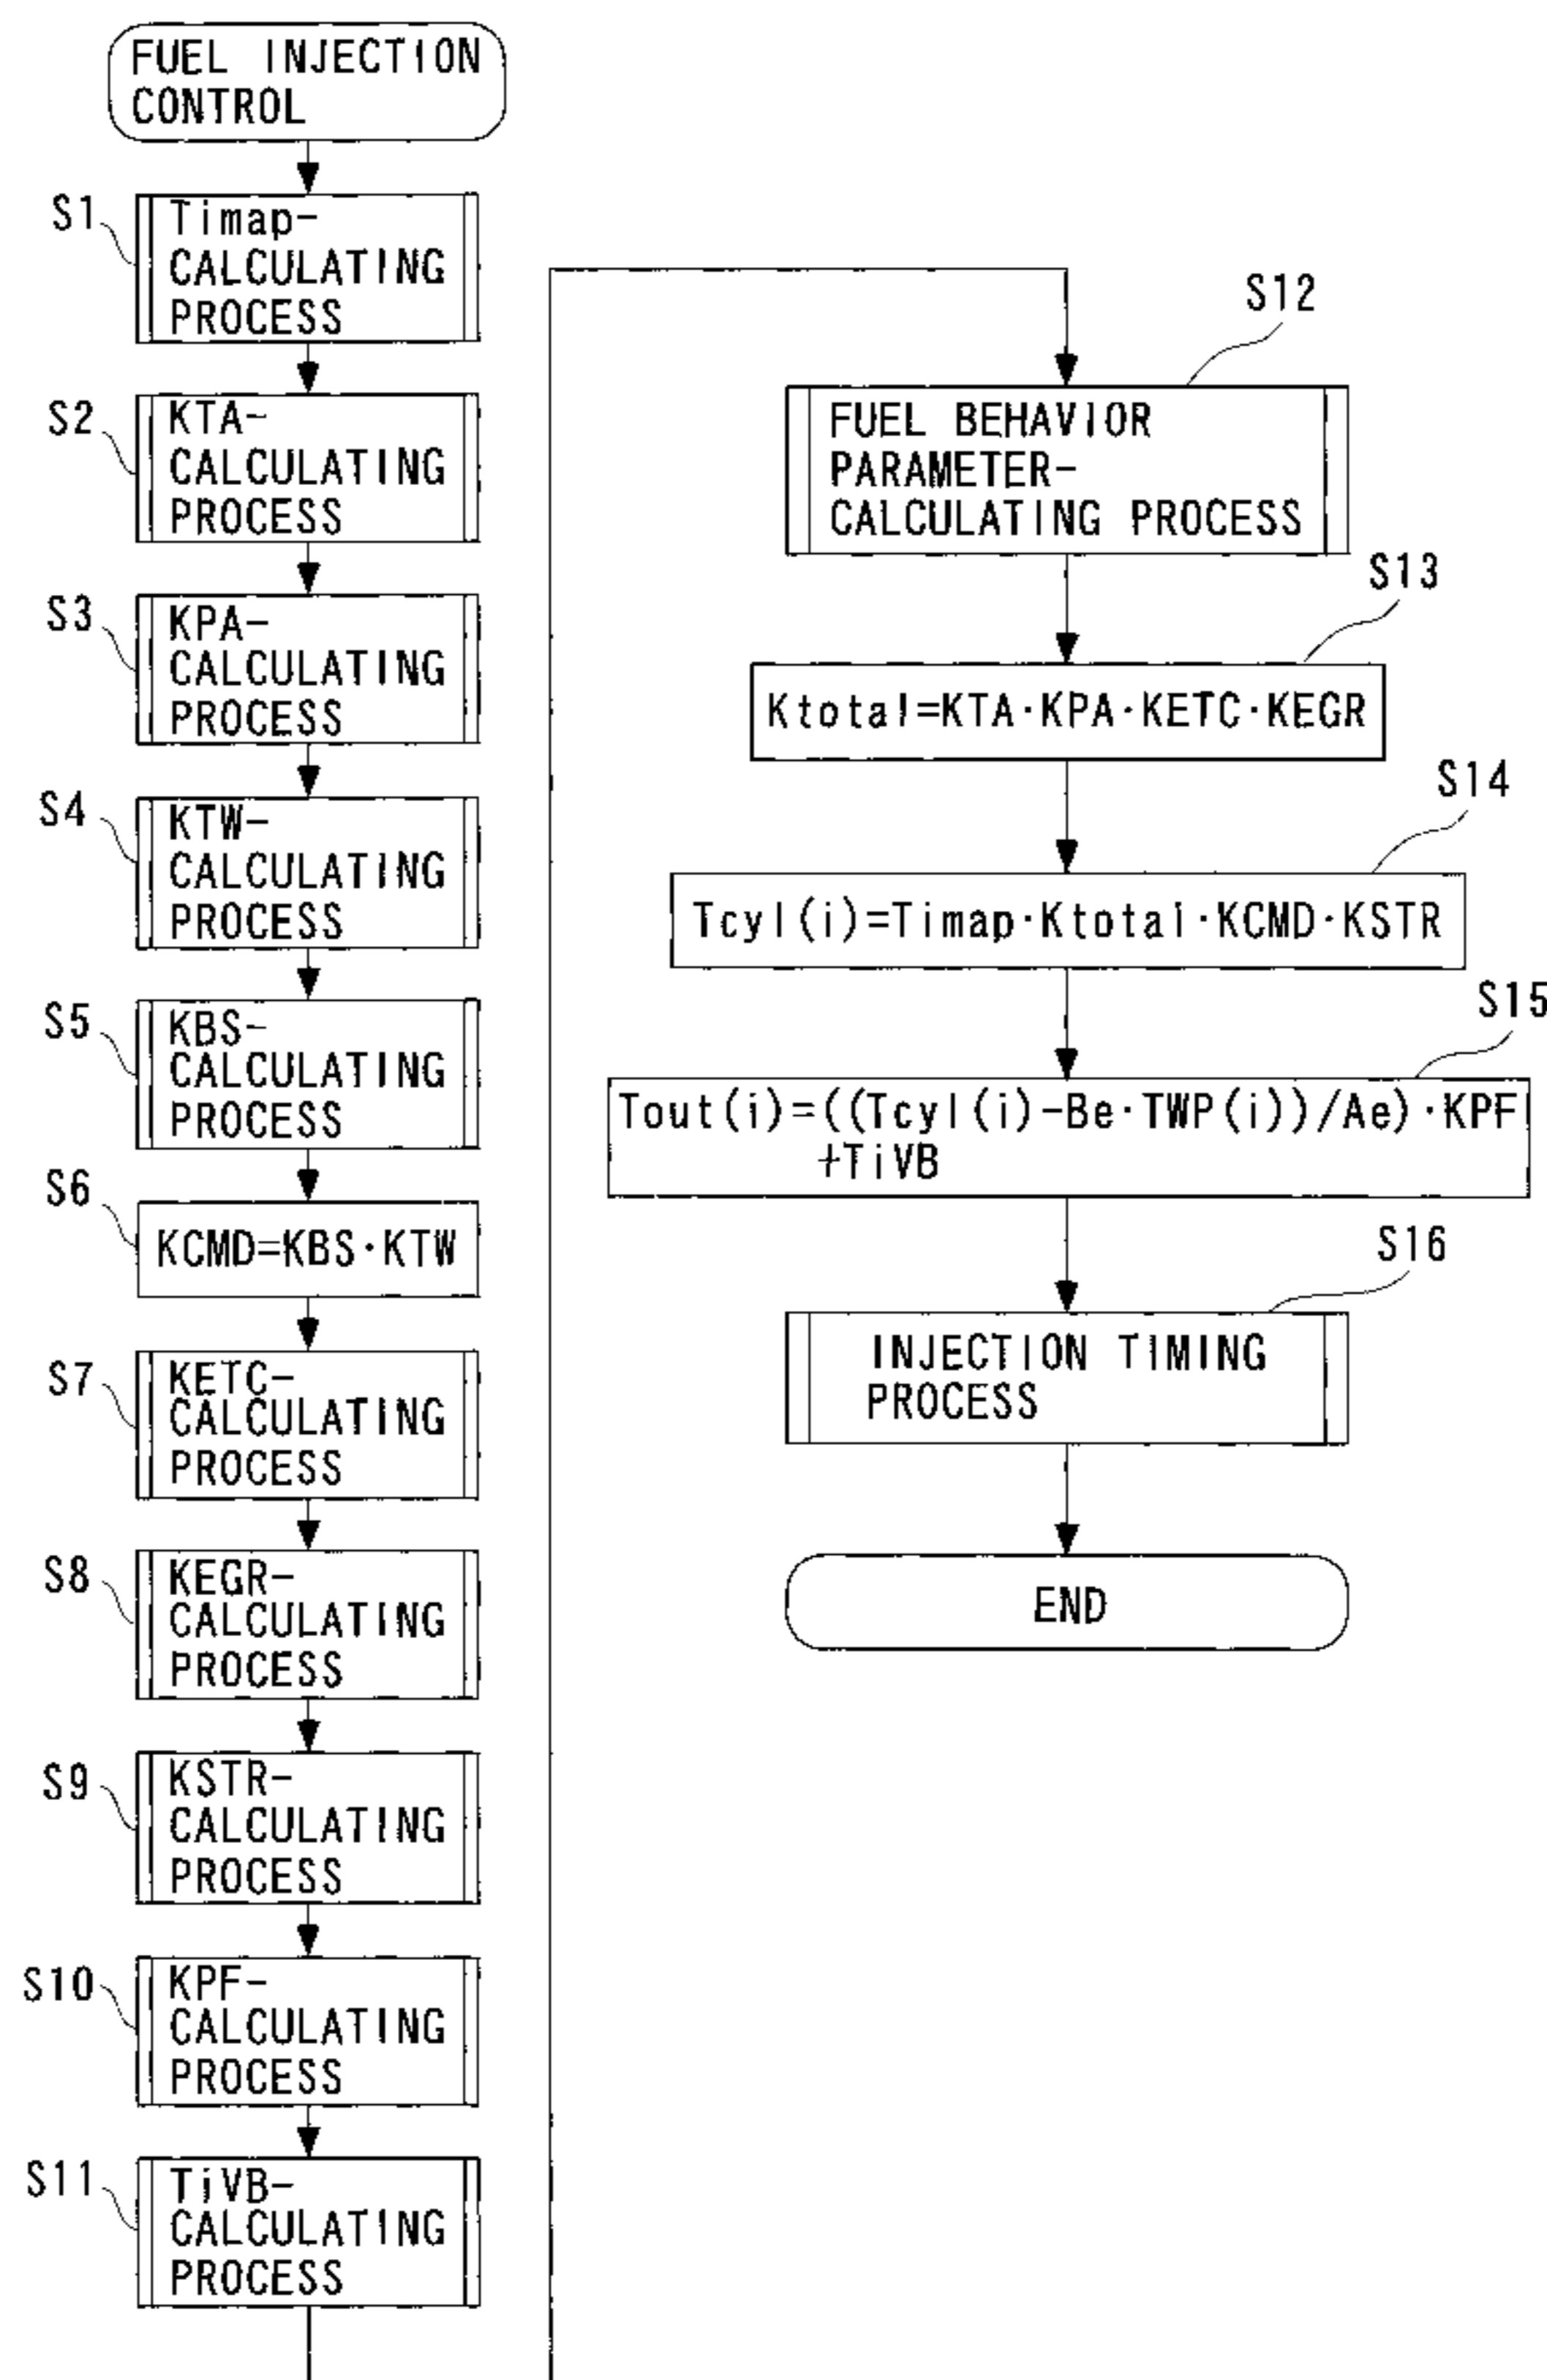 FUEL INJECTION
CONTROL
S1
Timap-
CALCULATING
PROCESS
S2
KTA-
CALCULATING
PROCESS
S3
KPA-
CALCULATING
PROCESS
S4
KTW-
CALCULATING
PROCESS
S5
KBS-
CALCULATING
PROCESS
S6
KCMD=KBS·KTW
S7
KETC-
CALCULATING
PROCESS
S8
KEGR-
CALCULATING
PROCESS
S9
KSTR-
CALCULATING
PROCESS
S10
KPF-
CALCULATING
PROCESS
S11
TiVB-
CALCULATING
PROCESS
S12
FUEL BEHAVIOR
PARAMETER-
CALCULATING PROCESS
S13
Ktotal=KTA·KPA·KETC·KEGR
S14
Tcyl(i)=Timap·Ktotal·KCMD·KSTR
S15
Tout(i)=((Tcyl(i)-Be·TWP(i))/Ae)·KPF
+TiVB
S16
INJECTION TIMING
PROCESS
END